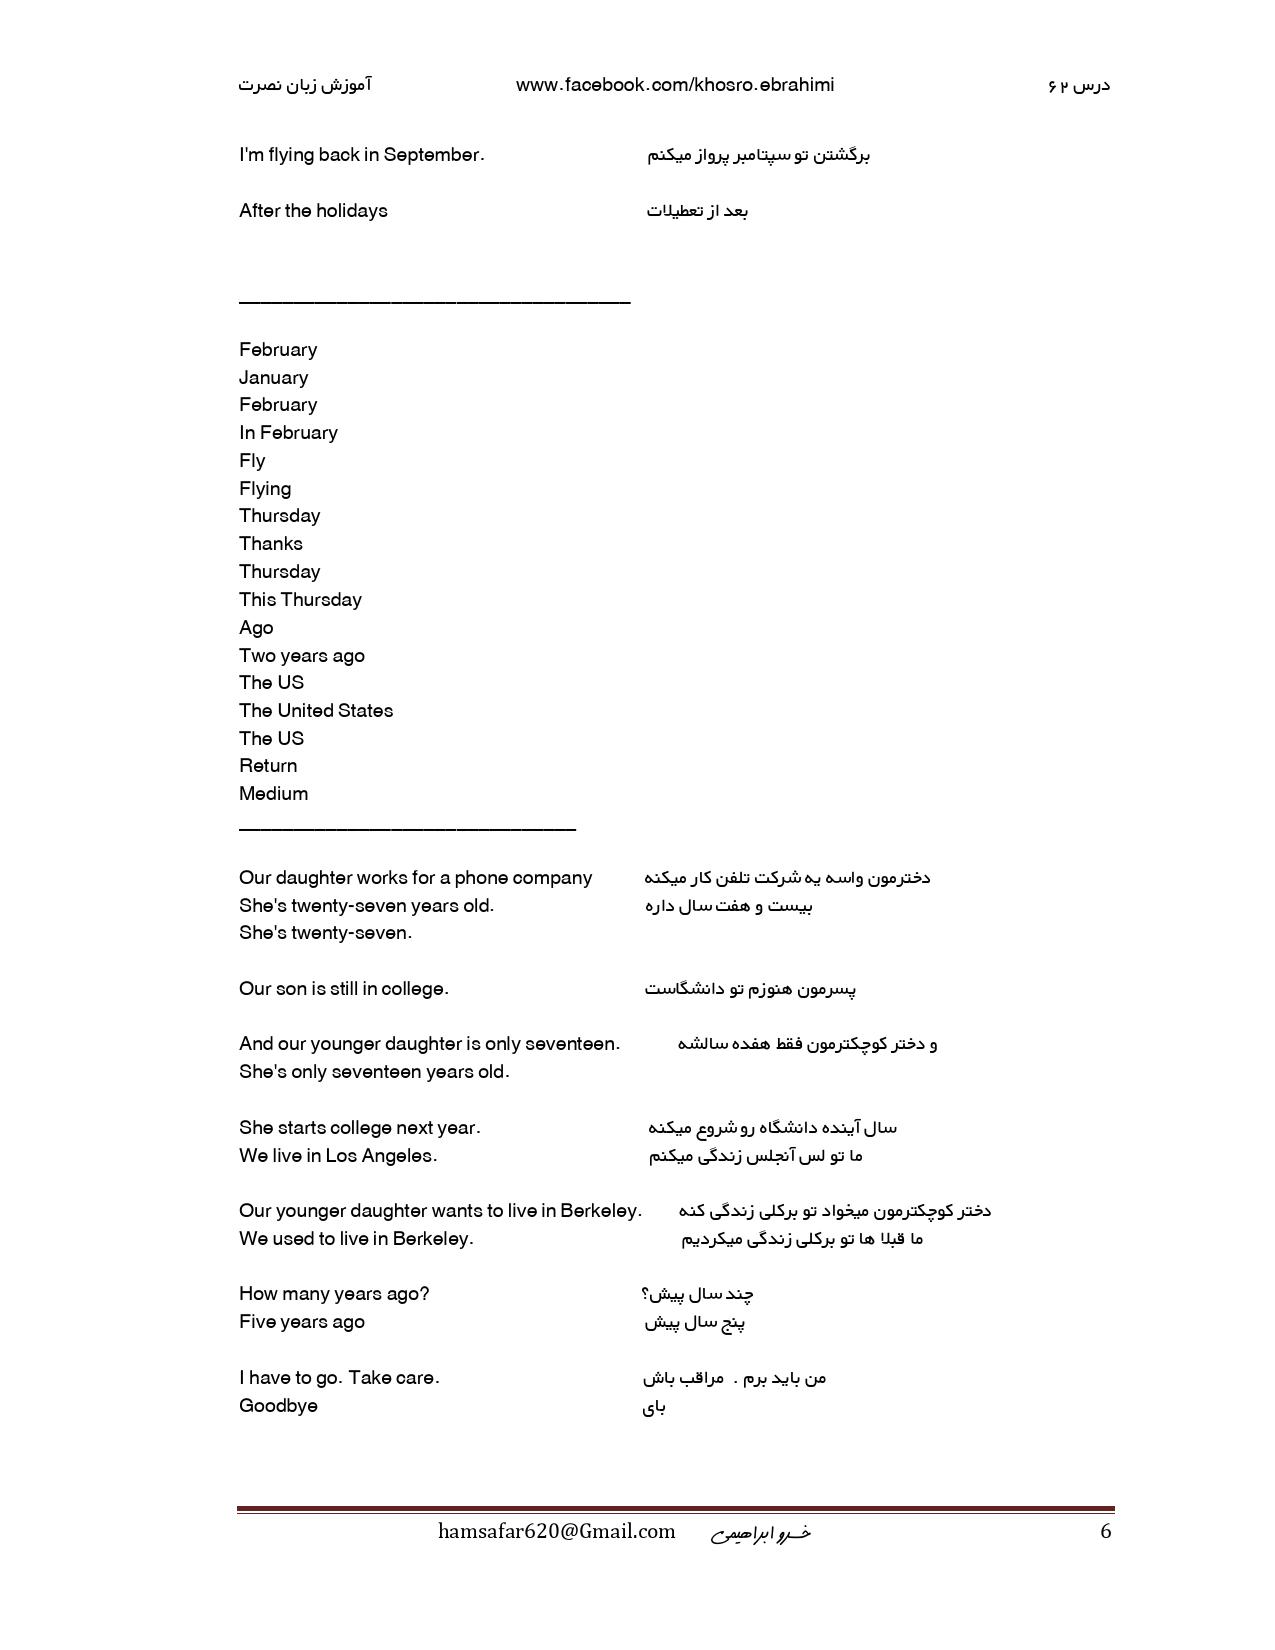 آموزش زبان نصرت www.facebook.com/khosro.ebrahimi درس ۶۲
I'm flying back in September. برگشتن تو سپتامبر پرواز میکنم
After the holidays بعد از تعطیلات
____________________________________
February
January
February
In February
Fly
Flying
Thursday
Thanks
Thursday
This Thursday
Ago
Two years ago
The US
The United States
The US
Return
Medium
_______________________________
Our daughter works for a phone company دخترمون واسه یه شرکت تلفن کار میکنه
She's twenty-seven years old. بیست و هفت سال داره
She's twenty-seven.
Our son is still in college. پسرمون هنوزم تو دانشگاست
And our younger daughter is only seventeen. و دختر کوچکترمون فقط هفده سالشه
She's only seventeen years old.
She starts college next year. سال آینده دانشگاه رو شروع میکنه
We live in Los Angeles. ما تو لس آنجلس زندگی میکنم
Our younger daughter wants to live in Berkeley. دختر کوچکترمون میخواد تو برکلی زندگی کنه
We used to live in Berkeley. ما قبلا ها تو برکلی زندگی میکردیم
How many years ago? چند سال پیش؟
Five years ago پنج سال پیش
I have to go. Take care. من باید برم . مراقب باش
Goodbye بای
hamsafar620@Gmail.com خسرو ابراهیمی 6